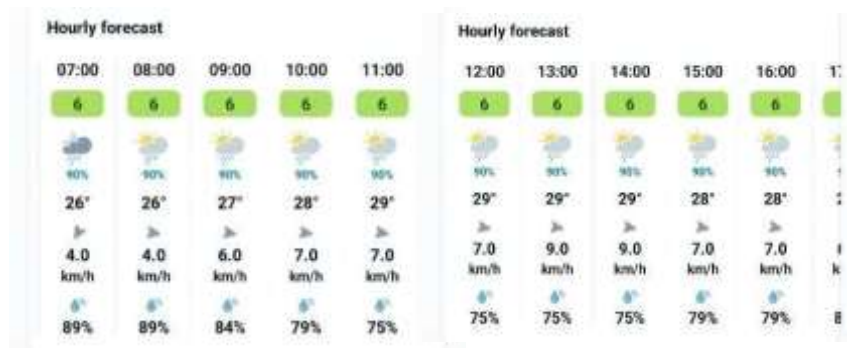 Hourly forecast
07:00 08:00 09:00 10:00 11:00
6 6 6 6 6
90% 90% 90% 90% 90%
26° 26° 27° 28° 29°
4.0 4.0 6.0 7.0 7.0
km/h km/h km/h km/h km/h
89% 89% 84% 79% 75%
Hourly forecast
12:00 13:00 14:00 15:00 16:00
6 6 6 6 6
90% 90% 90% 90% 90%
29° 29° 29° 28° 28°
7.0 9.0 9.0 7.0 7.0
km/h km/h km/h km/h km/h
75% 75% 75% 79% 79%